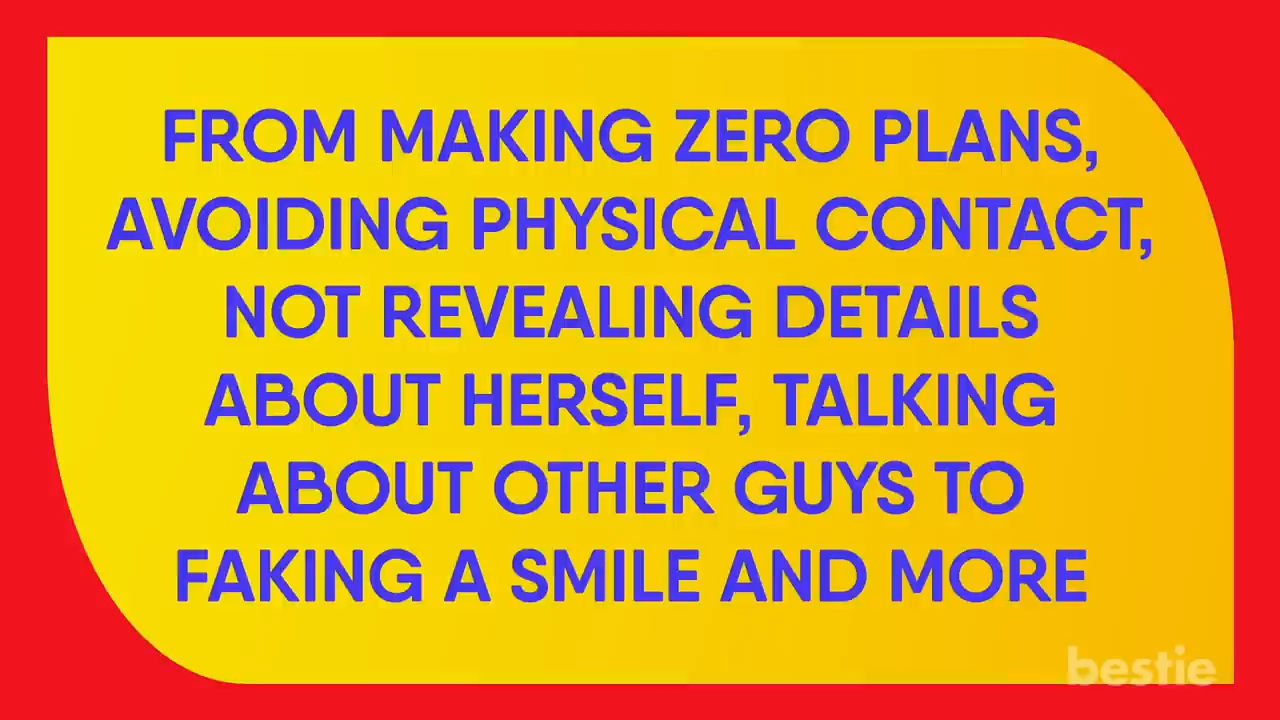 FROM MAKING ZERO PLANS,
AVOIDING PHYSICAL CONTACT,
NOT REVEALING DETAILS
ABOUT HERSELF, TALKING
ABOUT OTHER GUYS TO
FAKING A SMILE AND MORE
bestie